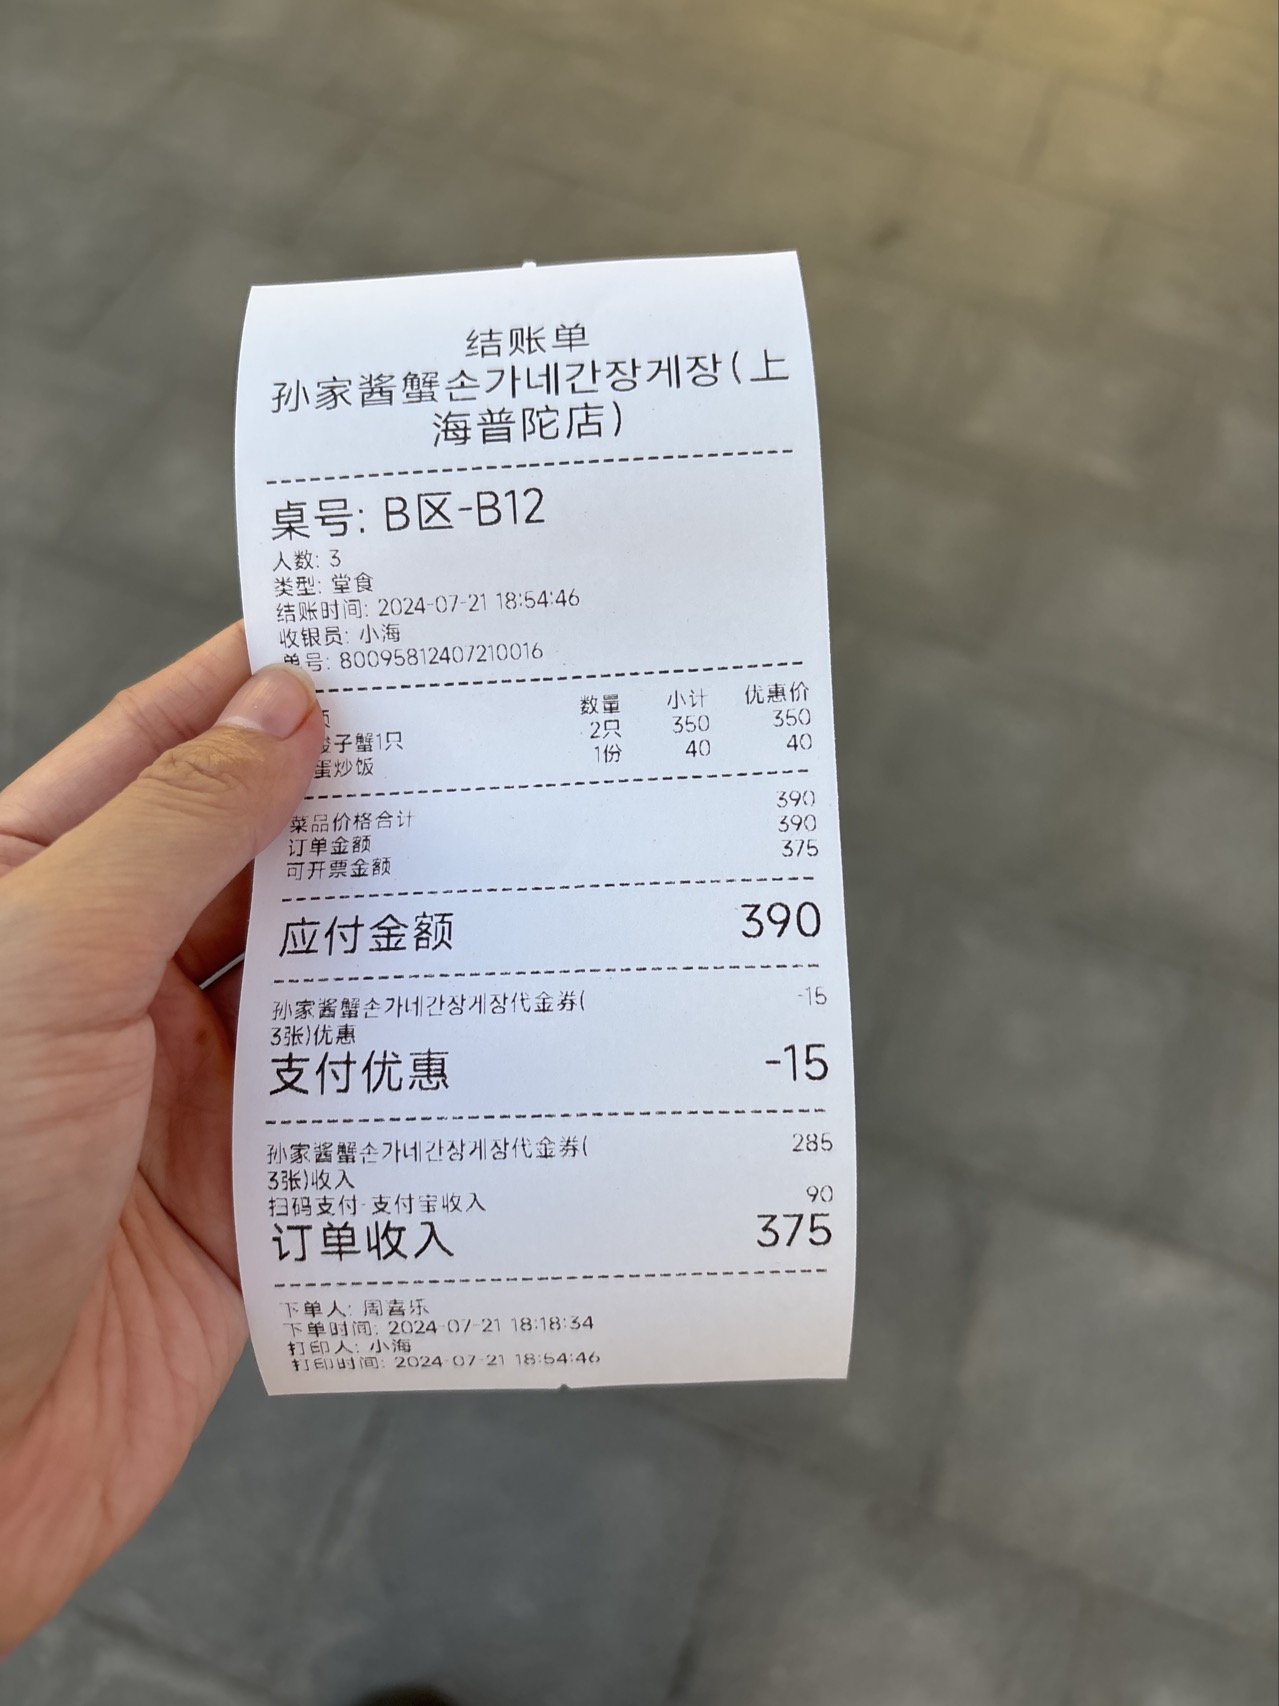 结账单
孙家酱蟹손가네간장게장(上
海普陀店)
桌号: B区-B12
人数: 3
类型: 堂食
结账时间: 2024-07-21 18:54:46
收银员: 小海
单号: 80095812407210016
数量 小计 优惠价
子蟹1只 2只 350 350
蛋炒饭 1份 40 40
菜品价格合计 390
订单金额 390
可开票金额 375
应付金额 390
孙家酱蟹손가네간장게장代金券( -15
3张)优惠
支付优惠 -15
孙家酱蟹손가네간장게장代金券( 285
3张)收入
扫码支付-支付宝收入 90
订单收入 375
下单人: 周喜乐
下单时间: 2024-07-21 18:18:34
打印人: 小海
打印时间: 2024-07-21 18:54:46